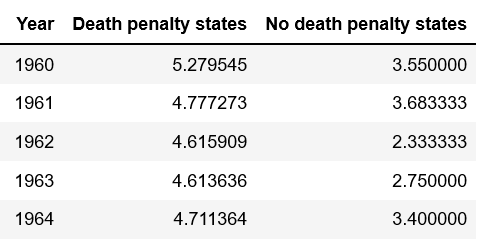 Year Death penalty states No death penalty states
1960 5.279545 3.550000
1961 4.777273 3.683333
1962 4.615909 2.333333
1963 4.613636 2.750000
1964 4.711364 3.400000